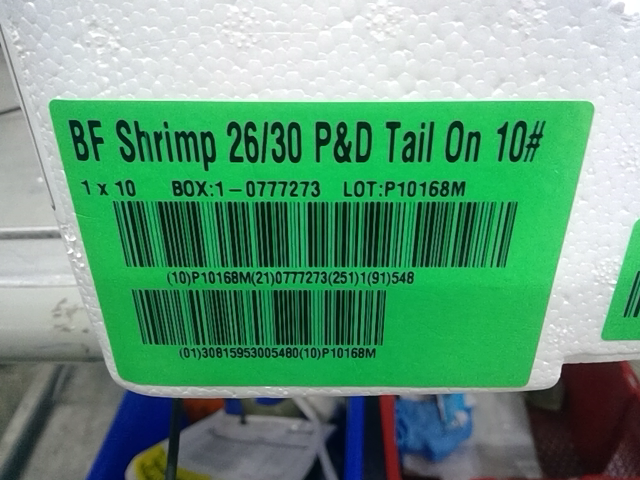 BF Shrimp 26/30 P&D Tail On 10#
1 x 10 BOX:1-0777273 LOT:P10168M
(10)P10168M(21)0777273(251)1(91)548
(01)30815953005480(10)P10168M